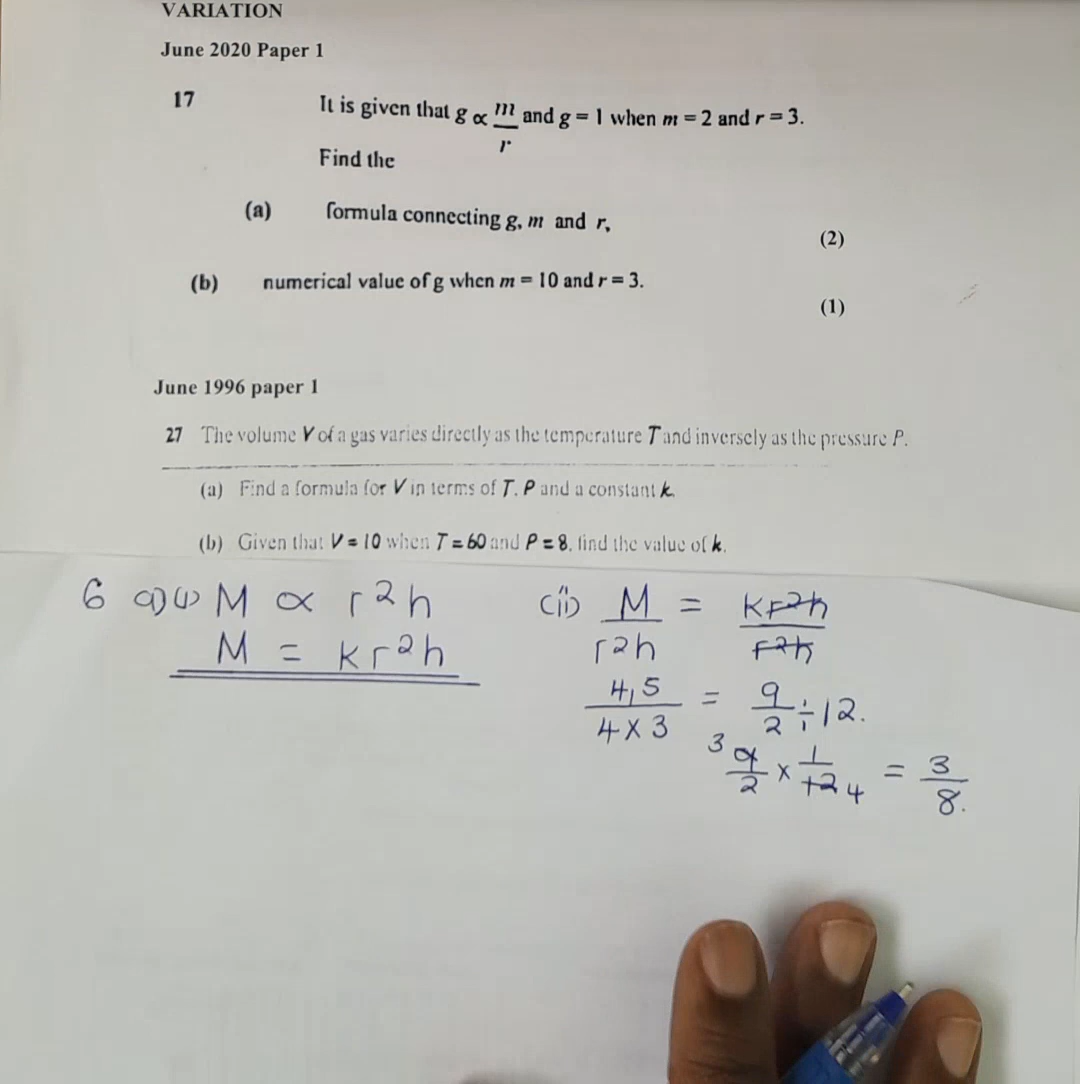 VARIATION
June 2020 Paper 1
17 It is given that g ∝ m/r and g = 1 when m = 2 and r = 3.
Find the
(a) formula connecting g, m and r,
(2)
(b) numerical value of g when m = 10 and r = 3.
(1)
June 1996 paper 1
27 The volume V of a gas varies directly as the temperature T and inversely as the pressure P.
(a) Find a formula for V in terms of T, P and a constant k.
(b) Given that V = 10 when T = 60 and P = 8, find the value of k.
6 a)(i) M ∝ r²h
M = kr²h
(ii) M/r²h = kr²h/r²h
4,5/4×3 = 9/2 ÷ 12/1.
3 9/2 × 1/12 4 = 3/8.